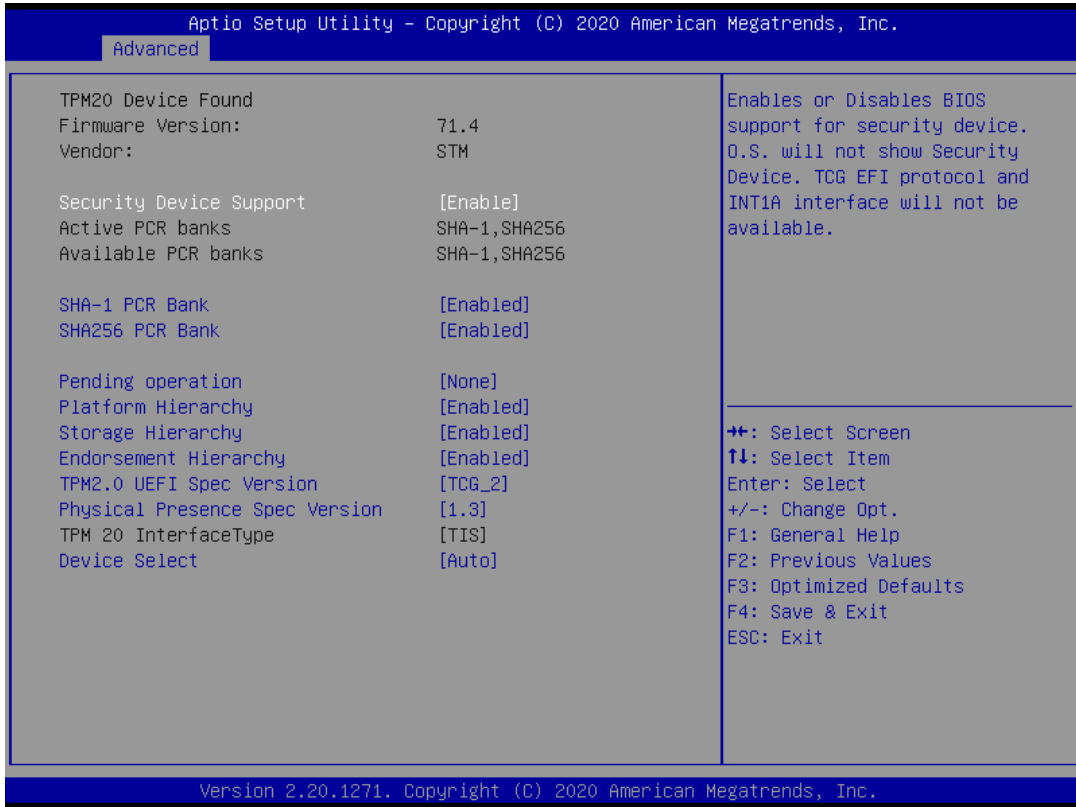 Aptio Setup Utility – Copyright (C) 2020 American Megatrends, Inc.
Advanced
TPM20 Device Found
Firmware Version: 71.4
Vendor: STM
Security Device Support [Enable]
Active PCR banks SHA-1,SHA256
Available PCR banks SHA-1,SHA256
SHA-1 PCR Bank [Enabled]
SHA256 PCR Bank [Enabled]
Pending operation [None]
Platform Hierarchy [Enabled]
Storage Hierarchy [Enabled]
Endorsement Hierarchy [Enabled]
TPM2.0 UEFI Spec Version [TCG_2]
Physical Presence Spec Version [1.3]
TPM 20 InterfaceType [TIS]
Device Select [Auto]
Enables or Disables BIOS
support for security device.
O.S. will not show Security
Device. TCG EFI protocol and
INT1A interface will not be
available.
→←: Select Screen
↑↓: Select Item
Enter: Select
+/-: Change Opt.
F1: General Help
F2: Previous Values
F3: Optimized Defaults
F4: Save & Exit
ESC: Exit
Version 2.20.1271. Copyright (C) 2020 American Megatrends, Inc.